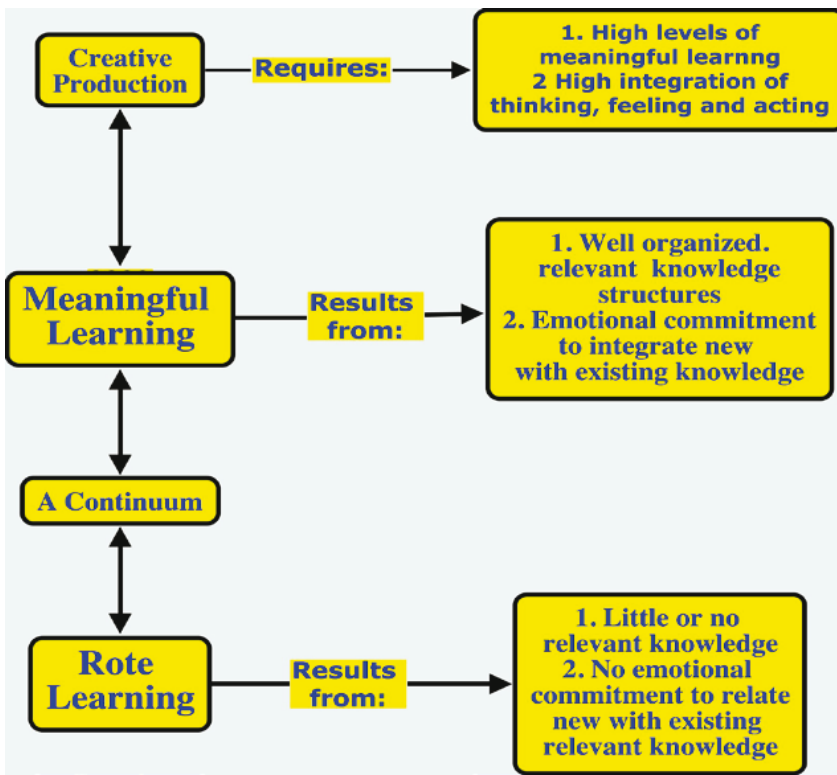 Creative
Production
Requires:
1. High levels of
meaningful learnng
2 High integration of
thinking, feeling and acting
Meaningful
Learning
Results
from:
1. Well organized.
relevant knowledge
structures
2. Emotional commitment
to integrate new
with existing knowledge
A Continuum
Rote
Learning
Results
from:
1. Little or no
relevant knowledge
2. No emotional
commitment to relate
new with existing
relevant knowledge